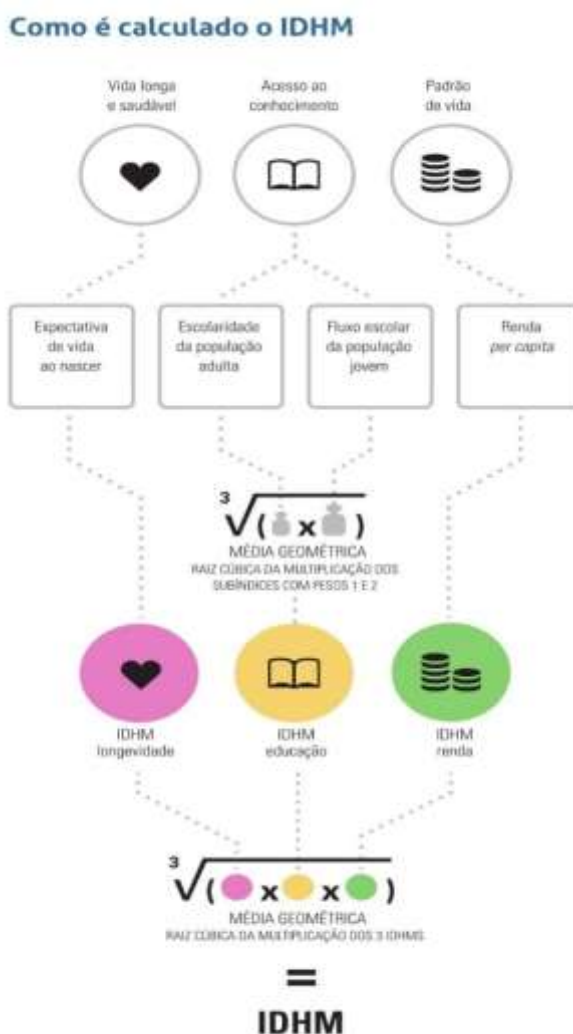 Como é calculado o IDHM
Vida longa
e saudável
Acesso ao
conhecimento
Padrão
de vida
Expectativa
de vida
ao nascer
Escolaridade
da população
adulta
Fluxo escolar
da população
jovem
Renda
per capita
3√( x )
MÉDIA GEOMÉTRICA
RAIZ CÚBICA DA MULTIPLICAÇÃO DOS
SUBÍNDICES COM PESOS 1 E 2
IDHM
longevidade
IDHM
educação
IDHM
renda
3√( x x )
MÉDIA GEOMÉTRICA
RAIZ CÚBICA DA MULTIPLICAÇÃO DOS 3 IDHMS
=
IDHM